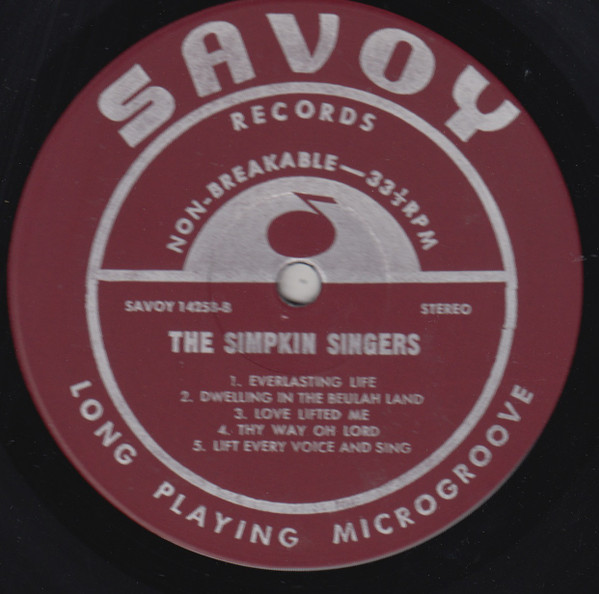 SAVOY
RECORDS
NON-BREAKABLE—33⅓RPM
SAVOY 14258-B
STEREO
THE SIMPKIN SINGERS
1. EVERLASTING LIFE
2. DWELLING IN THE BEULAH LAND
3. LOVE LIFTED ME
4. THY WAY OH LORD
5. LIFT EVERY VOICE AND SING
LONG PLAYING MICROGROOVE